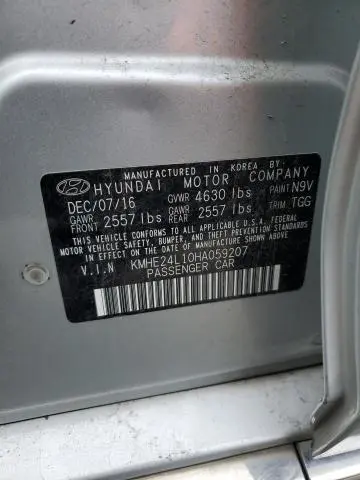 MANUFACTURED IN KOREA BY:
HYUNDAI MOTOR COMPANY
DEC/07/16 GVWR 4630 lbs PAINT N9V
GAWR FRONT 2557 lbs GAWR REAR 2557 lbs TRIM TGG
THIS VEHICLE CONFORMS TO ALL APPLICABLE U.S.A. FEDERAL
MOTOR VEHICLE SAFETY, BUMPER, AND THEFT PREVENTION STANDARDS
IN EFFECT ON THE DATE OF MANUFACTURE SHOWN ABOVE.
V.I.N KMHE24L10HA059207
PASSENGER CAR